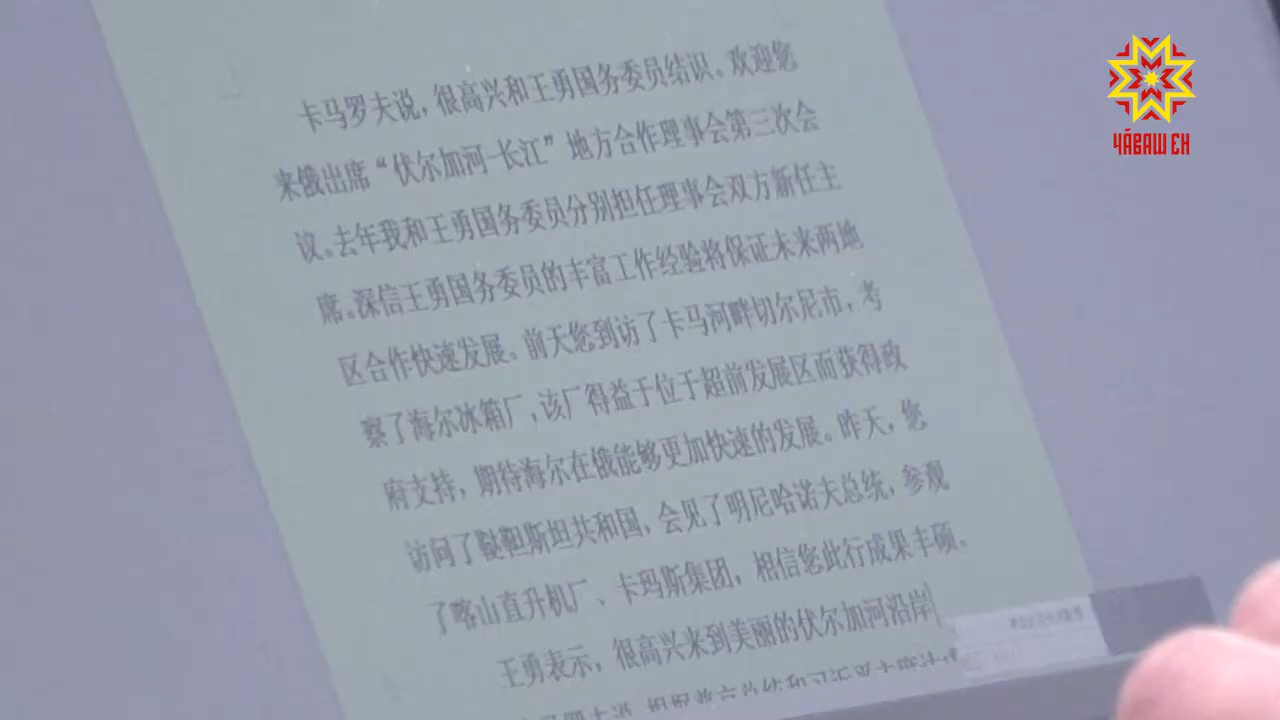 卡马罗夫说，很高兴和王勇国务委员结识。欢迎您
来俄出席“伏尔加河-长江”地方合作理事会第三次会
议。去年我和王勇国务委员分别担任理事会双方新任主
席。深信王勇国务委员的丰富工作经验将保证未来两地
区合作快速发展。前天您到访了卡马河畔切尔尼市，考
察了海尔冰箱厂，该厂得益于位于超前发展区而获得政
府支持，期待海尔在俄能够更加快速的发展。昨天，您
访问了鞑靼斯坦共和国，会见了明尼哈诺夫总统，参观
了喀山直升机厂、卡玛斯集团，相信您此行成果丰硕。
王勇表示，很高兴来到美丽的伏尔加河沿岸
ЧӐВАШ ЕН